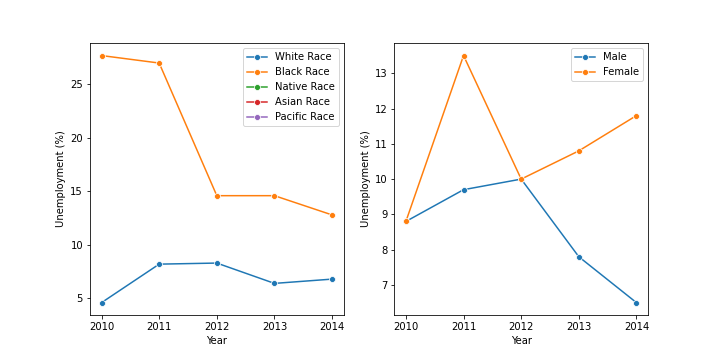 25
20
15
10
5
Unemployment (%)
2010 2011 2012 2013 2014
Year
White Race
Black Race
Native Race
Asian Race
Pacific Race
13
12
11
10
9
8
7
Unemployment (%)
2010 2011 2012 2013 2014
Year
Male
Female